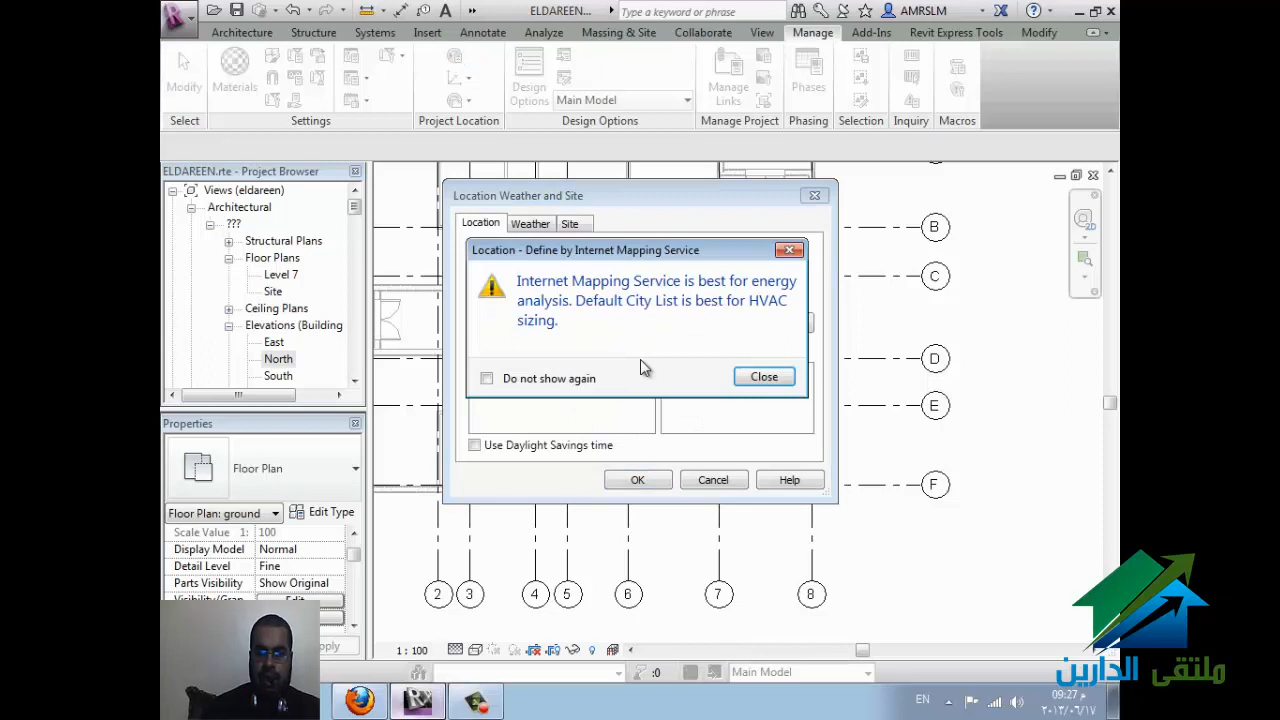 ELDAREEN...
Type a keyword or phrase
AMRSLM
Architecture Structure Systems Insert Annotate Analyze Massing & Site Collaborate View Manage Add-Ins Revit Express Tools Modify
Modify
Materials
Design
Options
Main Model
Manage
Links
Phases
Select
Settings
Project Location
Design Options
Manage Project
Phasing
Selection
Inquiry
Macros
ELDAREEN.rte - Project Browser
Views (eldareen)
Architectural
???
Structural Plans
Floor Plans
Level 7
Site
Ceiling Plans
Elevations (Building
East
North
South
Properties
Floor Plan
Floor Plan: ground
Edit Type
Scale Value 1: 100
Display Model Normal
Detail Level Fine
Parts Visibility Show Original
Location Weather and Site
Location Weather Site
Location - Define by Internet Mapping Service
Internet Mapping Service is best for energy
analysis. Default City List is best for HVAC
sizing.
Do not show again
Close
Use Daylight Savings time
OK Cancel Help
2D
B
C
D
E
F
2 3 4 5 6 7 8
1 : 100
:0
Main Model
EN
09:27 م
٢٠١٣/٠٦/١٧
ملتقى الدارين